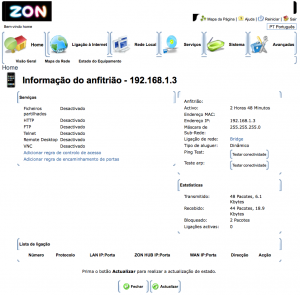 ZON
Bem-vindo home
Mapa da Página | Ajuda | Reiniciar | Sair
PT Português
Home
Ligação à Internet
Rede Local
Serviços
Sistema
Avançadas
Visão Geral
Mapa da Rede
Estado do Equipamento
Home
Informação do anfitrião - 192.168.1.3
Serviços
Ficheiros partilhados Desactivado
HTTP Desactivado
FTP Desactivado
Telnet Desactivado
Remote Desktop Desactivado
VNC Desactivado
Adicionar regra de controlo de acesso
Adicionar regra de encaminhamento de portas
Anfitrião:
Activo: 2 Horas 48 Minutos
Endereço MAC:
Endereço IP: 192.168.1.3
Máscara de Sub-Rede: 255.255.255.0
Ligação de rede: Bridge
Tipo de aluguer: Dinâmico
Ping Test: Testar conectividade
Teste arp: Testar conectividade
Estatísticas
Transmitido: 49 Pacotes, 6.1 Kbytes
Recebido: 44 Pacotes, 18.9 Kbytes
Bloqueado: 2 Pacotes
Ligações activas: 0
Lista de ligação
Número Protocolo LAN IP:Porta ZON HUB IP:Porta WAN IP:Porta Direcção Acção
Prima o botão Actualizar para realizar a actualização de estado.
Fechar
Actualizar